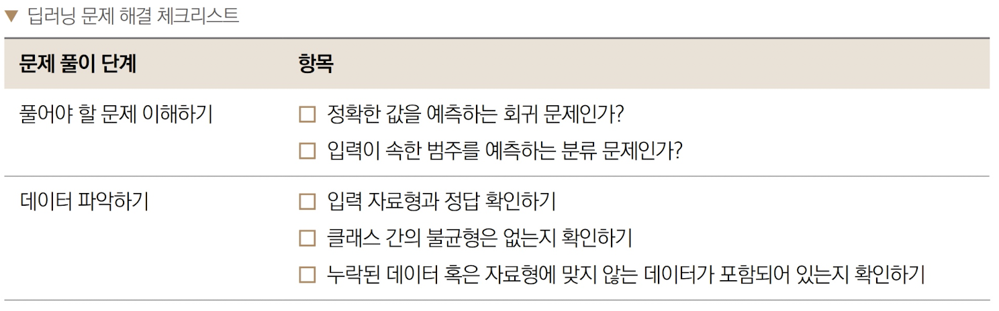 ▼ 딥러닝 문제 해결 체크리스트
문제 풀이 단계 항목
풀어야 할 문제 이해하기 □ 정확한 값을 예측하는 회귀 문제인가?
□ 입력이 속한 범주를 예측하는 분류 문제인가?
데이터 파악하기 □ 입력 자료형과 정답 확인하기
□ 클래스 간의 불균형은 없는지 확인하기
□ 누락된 데이터 혹은 자료형에 맞지 않는 데이터가 포함되어 있는지 확인하기